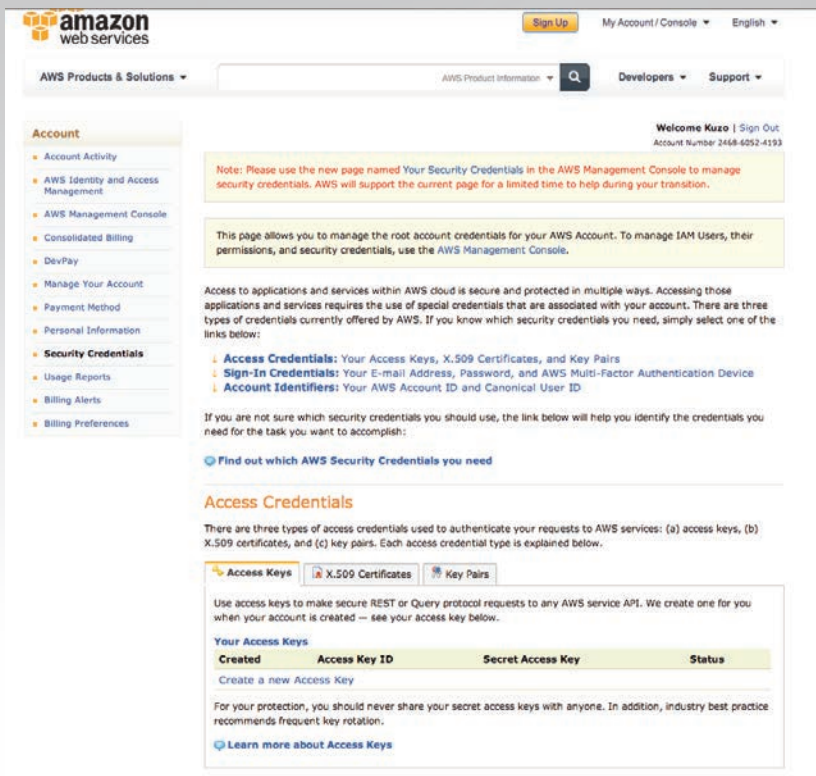 amazon
web services
Sign Up
My Account / Console
English
AWS Products & Solutions
AWS Product Information
Developers
Support
Account
Account Activity
AWS Identity and Access
Management
AWS Management Console
Consolidated Billing
DevPay
Manage Your Account
Payment Method
Personal Information
Security Credentials
Usage Reports
Billing Alerts
Billing Preferences
Welcome Kuzo | Sign Out
Account Number 2468-6052-4193
Note: Please use the new page named Your Security Credentials in the AWS Management Console to manage
security credentials. AWS will support the current page for a limited time to help during your transition.
This page allows you to manage the root account credentials for your AWS Account. To manage IAM Users, their
permissions, and security credentials, use the AWS Management Console.
Access to applications and services within AWS cloud is secure and protected in multiple ways. Accessing those
applications and services requires the use of special credentials that are associated with your account. There are three
types of credentials currently offered by AWS. If you know which security credentials you need, simply select one of the
links below:
Access Credentials: Your Access Keys, X.509 Certificates, and Key Pairs
Sign-In Credentials: Your E-mail Address, Password, and AWS Multi-Factor Authentication Device
Account Identifiers: Your AWS Account ID and Canonical User ID
If you are not sure which security credentials you should use, the link below will help you identify the credentials you
need for the task you want to accomplish:
Find out which AWS Security Credentials you need
Access Credentials
There are three types of access credentials used to authenticate your requests to AWS services: (a) access keys, (b)
X.509 certificates, and (c) key pairs. Each access credential type is explained below.
Access Keys
X.509 Certificates
Key Pairs
Use access keys to make secure REST or Query protocol requests to any AWS service API. We create one for you
when your account is created — see your access key below.
Your Access Keys
Created Access Key ID Secret Access Key Status
Create a new Access Key
For your protection, you should never share your secret access keys with anyone. In addition, industry best practice
recommends frequent key rotation.
Learn more about Access Keys